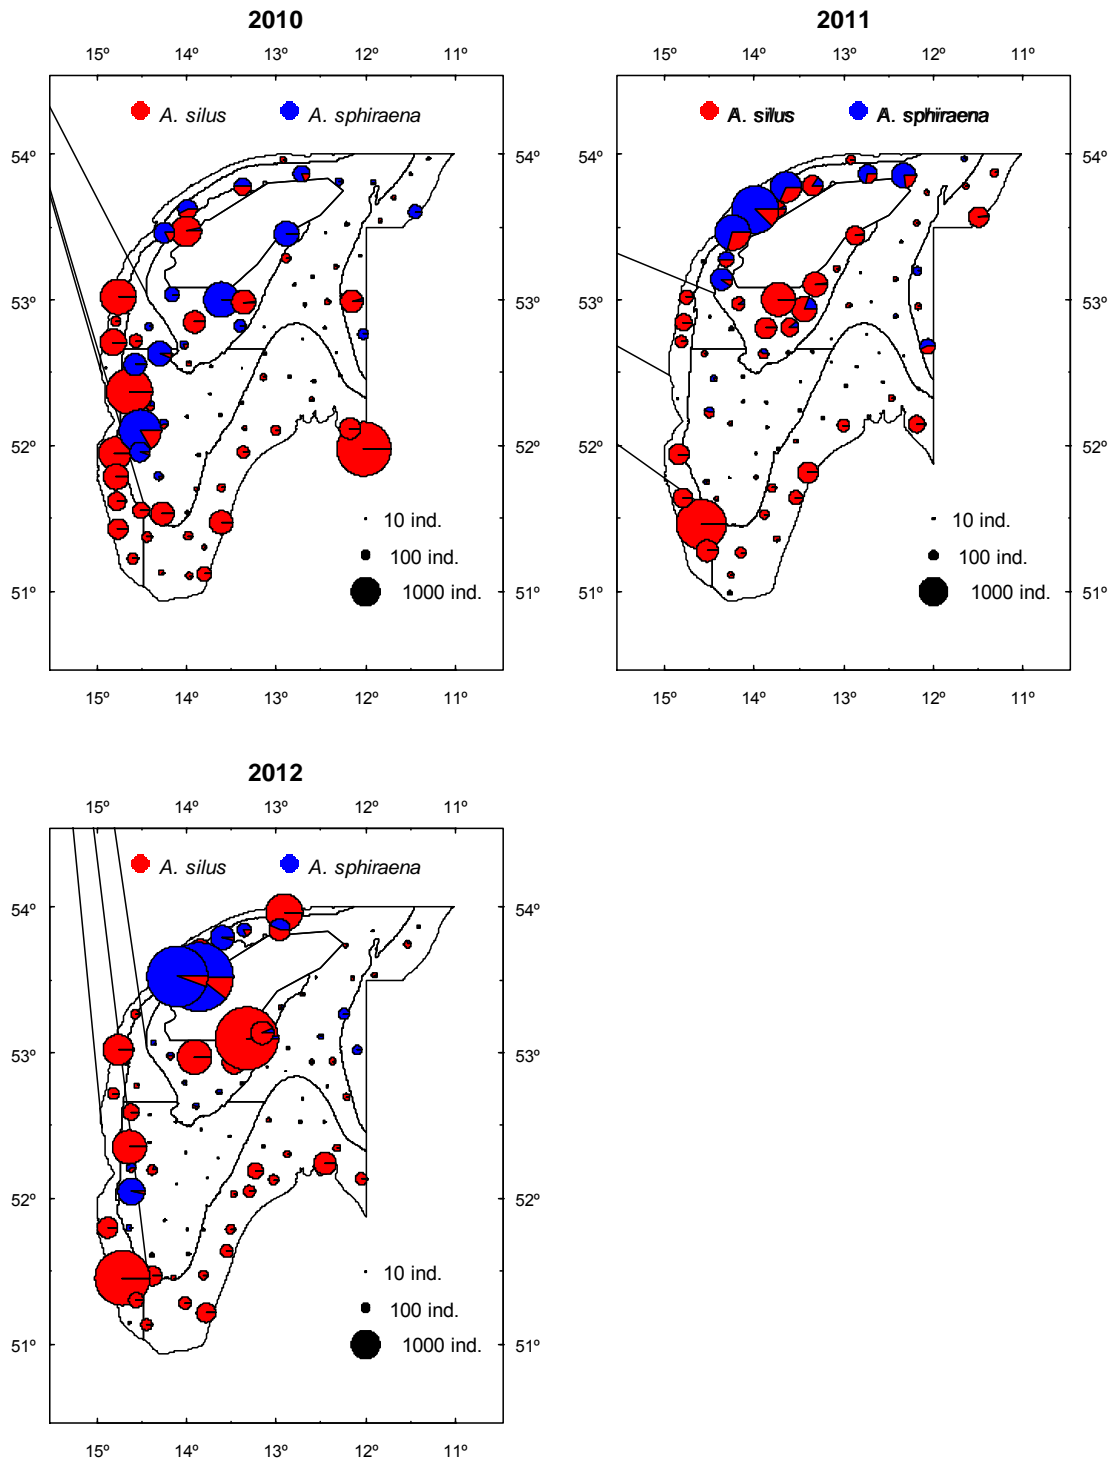 2010
15º 14º 13º 12º 11º
A. silus A. sphiraena
54º 54º
53º 53º
52º 52º
10 ind.
100 ind.
51º 1000 ind. 51º
15º 14º 13º 12º 11º
2011
15º 14º 13º 12º 11º
A. silus A. sphiraena
54º 54º
53º 53º
52º 52º
10 ind.
100 ind.
51º 1000 ind. 51º
15º 14º 13º 12º 11º
2012
15º 14º 13º 12º 11º
A. silus A. sphiraena
54º 54º
53º 53º
52º 52º
10 ind.
100 ind.
51º 1000 ind. 51º
15º 14º 13º 12º 11º